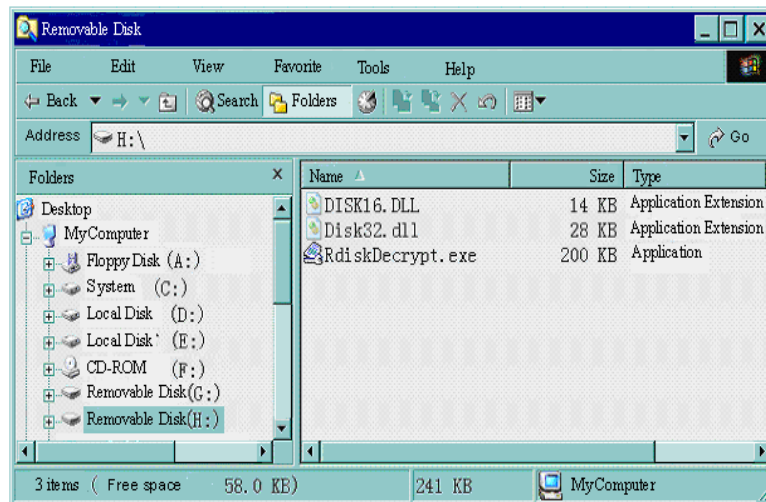 Removable Disk
File Edit View Favorite Tools Help
Back Search Folders
Address H:\ Go
Folders x
Name Size Type
Desktop
MyComputer
Floppy Disk (A:)
System (C:)
Local Disk (D:)
Local Disk (E:)
CD-ROM (F:)
Removable Disk(G:)
Removable Disk(H:)
DISK16.DLL 14 KB Application Extension
Disk32.dll 28 KB Application Extension
RdiskDecrypt.exe 200 KB Application
3 items ( Free space 58.0 KB) 241 KB MyComputer